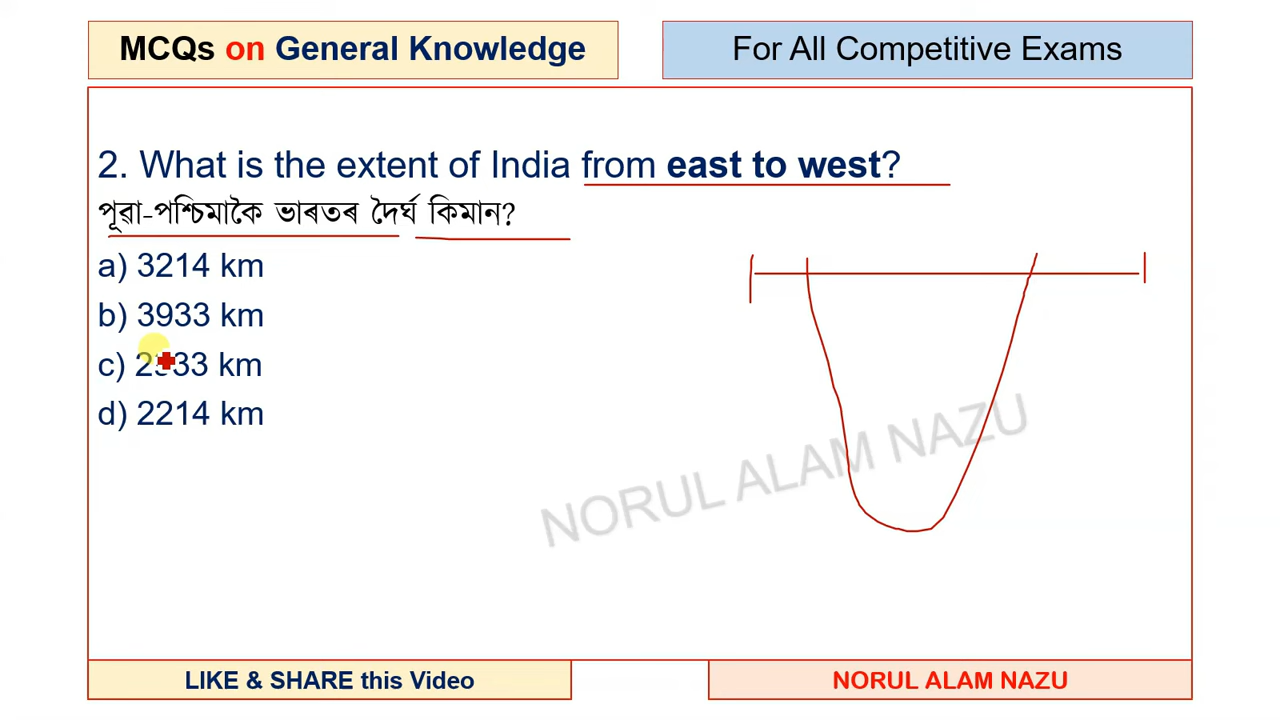 MCQs on General Knowledge
For All Competitive Exams
2. What is the extent of India from east to west?
পূৱা-পশ্চিমাকৈ ভাৰতৰ দৈৰ্ঘ কিমান?
a) 3214 km
b) 3933 km
c) 2933 km
d) 2214 km
NORUL ALAM NAZU
LIKE & SHARE this Video
NORUL ALAM NAZU